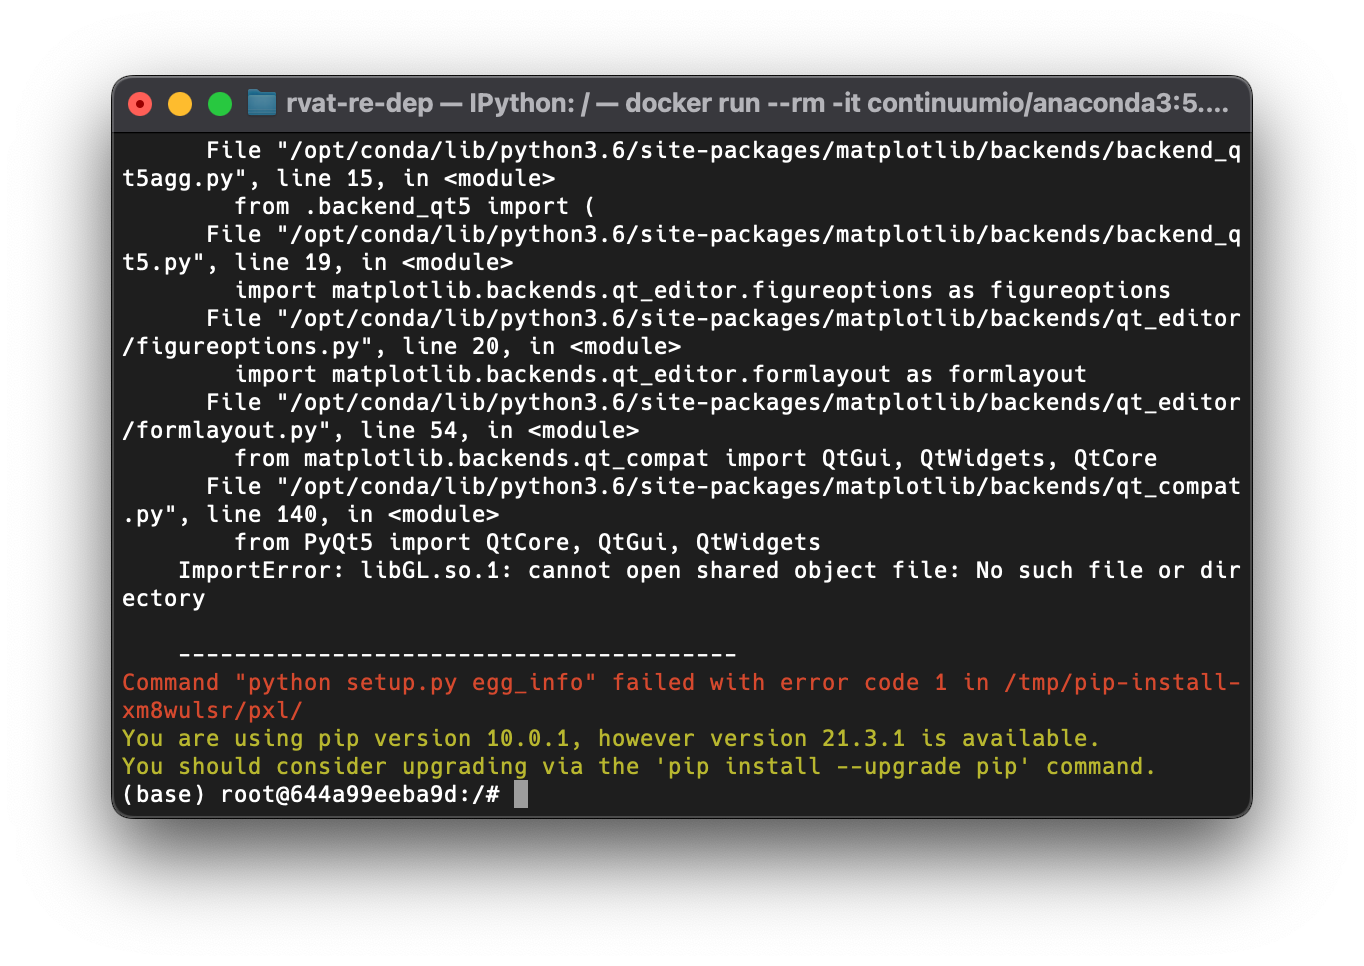 rvat-re-dep — IPython: / — docker run --rm -it continuumio/anaconda3:5....
File "/opt/conda/lib/python3.6/site-packages/matplotlib/backends/backend_q
t5agg.py", line 15, in <module>
from .backend_qt5 import (
File "/opt/conda/lib/python3.6/site-packages/matplotlib/backends/backend_q
t5.py", line 19, in <module>
import matplotlib.backends.qt_editor.figureoptions as figureoptions
File "/opt/conda/lib/python3.6/site-packages/matplotlib/backends/qt_editor
/figureoptions.py", line 20, in <module>
import matplotlib.backends.qt_editor.formlayout as formlayout
File "/opt/conda/lib/python3.6/site-packages/matplotlib/backends/qt_editor
/formlayout.py", line 54, in <module>
from matplotlib.backends.qt_compat import QtGui, QtWidgets, QtCore
File "/opt/conda/lib/python3.6/site-packages/matplotlib/backends/qt_compat
.py", line 140, in <module>
from PyQt5 import QtCore, QtGui, QtWidgets
ImportError: libGL.so.1: cannot open shared object file: No such file or dir
ectory
----------------------------------------
Command "python setup.py egg_info" failed with error code 1 in /tmp/pip-install-
xm8wulsr/pxl/
You are using pip version 10.0.1, however version 21.3.1 is available.
You should consider upgrading via the 'pip install --upgrade pip' command.
(base) root@644a99eeba9d:/#